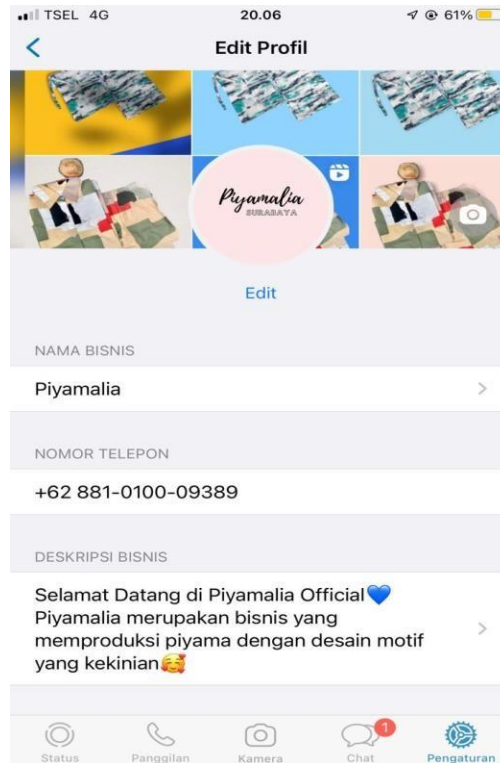 TSEL 4G 20.06 61%
Edit Profil
Piyamalia
SURABAYA
Edit
NAMA BISNIS
Piyamalia
NOMOR TELEPON
+62 881-0100-09389
DESKRIPSI BISNIS
Selamat Datang di Piyamalia Official💙
Piyamalia merupakan bisnis yang
memproduksi piyama dengan desain motif
yang kekinian🥰
1
Status Panggilan Kamera Chat Pengaturan